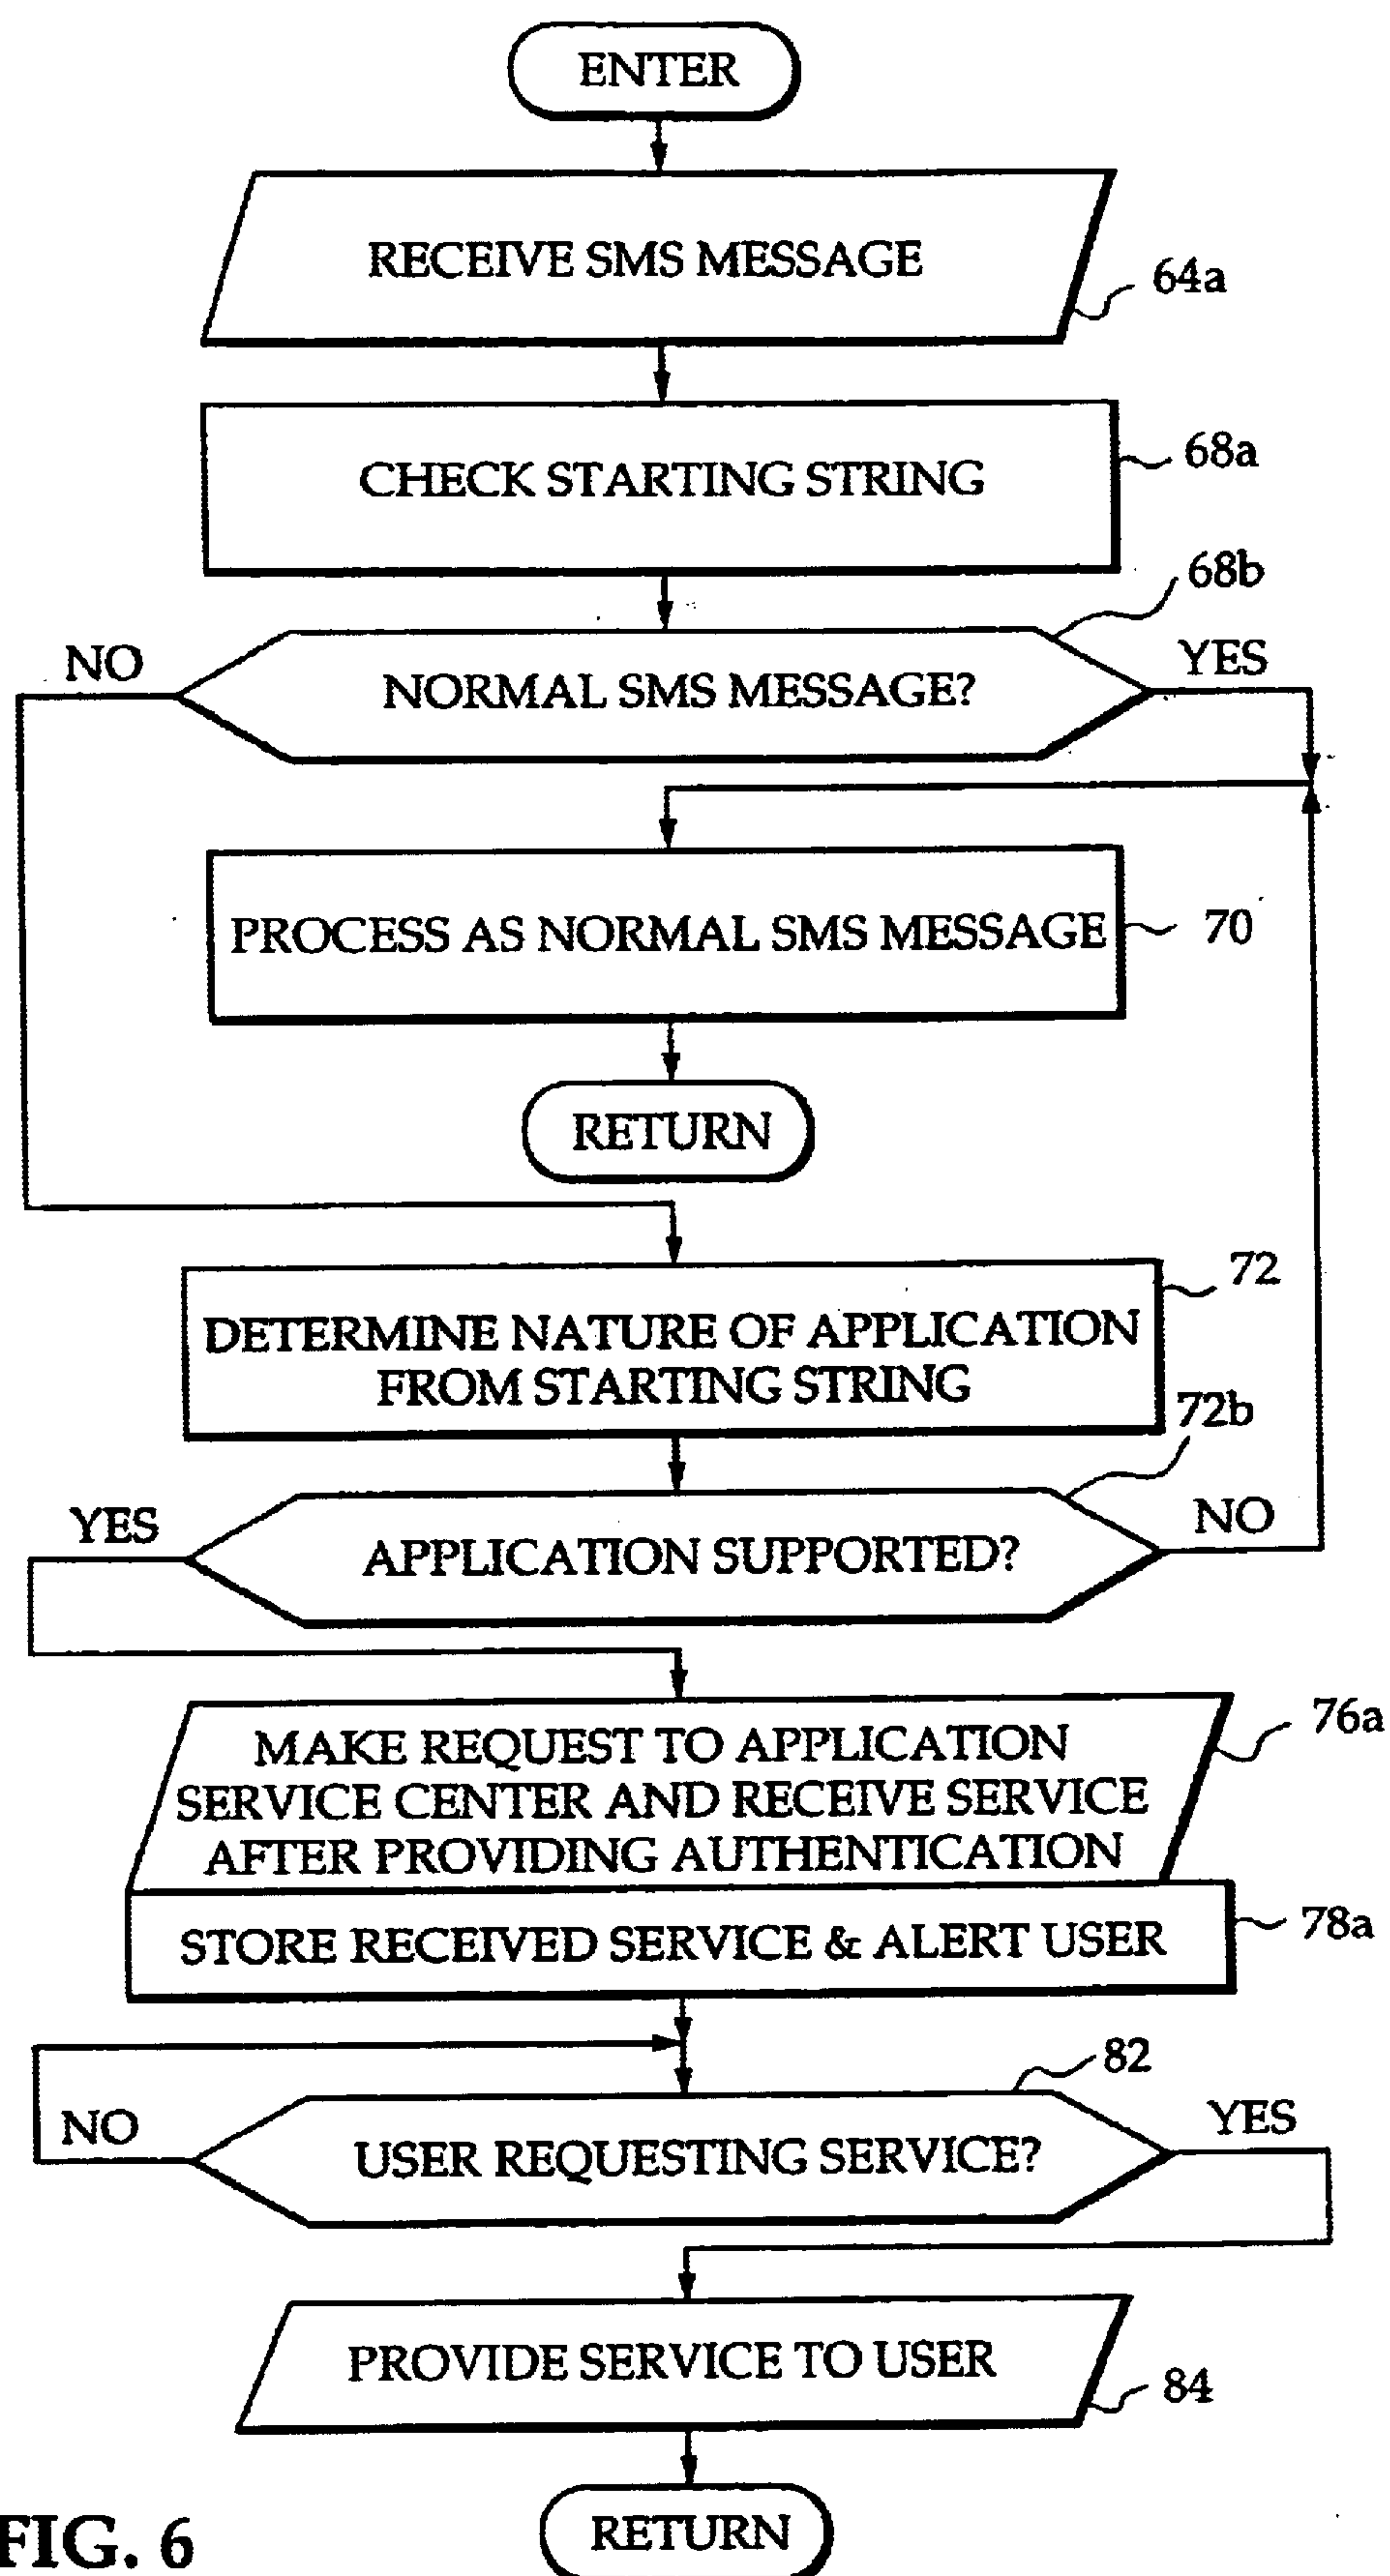 ENTER
RECEIVE SMS MESSAGE
64a
CHECK STARTING STRING
68a
68b
NO
YES
NORMAL SMS MESSAGE?
PROCESS AS NORMAL SMS MESSAGE
70
RETURN
72
DETERMINE NATURE OF APPLICATION
FROM STARTING STRING
72b
YES
NO
APPLICATION SUPPORTED?
76a
MAKE REQUEST TO APPLICATION
SERVICE CENTER AND RECEIVE SERVICE
AFTER PROVIDING AUTHENTICATION
STORE RECEIVED SERVICE & ALERT USER
78a
82
NO
YES
USER REQUESTING SERVICE?
PROVIDE SERVICE TO USER
84
RETURN
FIG. 6